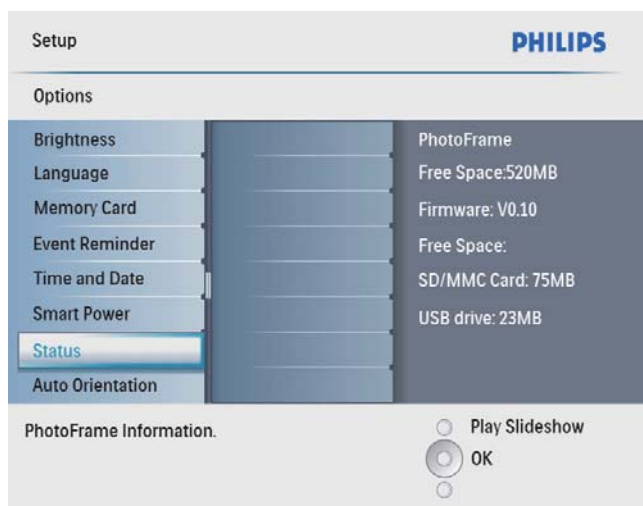 Setup
PHILIPS
Options
Brightness
Language
Memory Card
Event Reminder
Time and Date
Smart Power
Status
Auto Orientation
PhotoFrame
Free Space:520MB
Firmware: V0.10
Free Space:
SD/MMC Card: 75MB
USB drive: 23MB
PhotoFrame Information.
Play Slideshow
OK